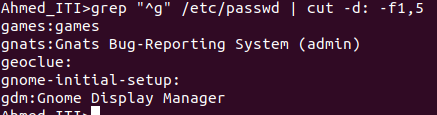 Ahmed_ITI>grep "^g" /etc/passwd | cut -d: -f1,5
games:games
gnats:Gnats Bug-Reporting System (admin)
geoclue:
gnome-initial-setup:
gdm:Gnome Display Manager
Ahmed_ITI>